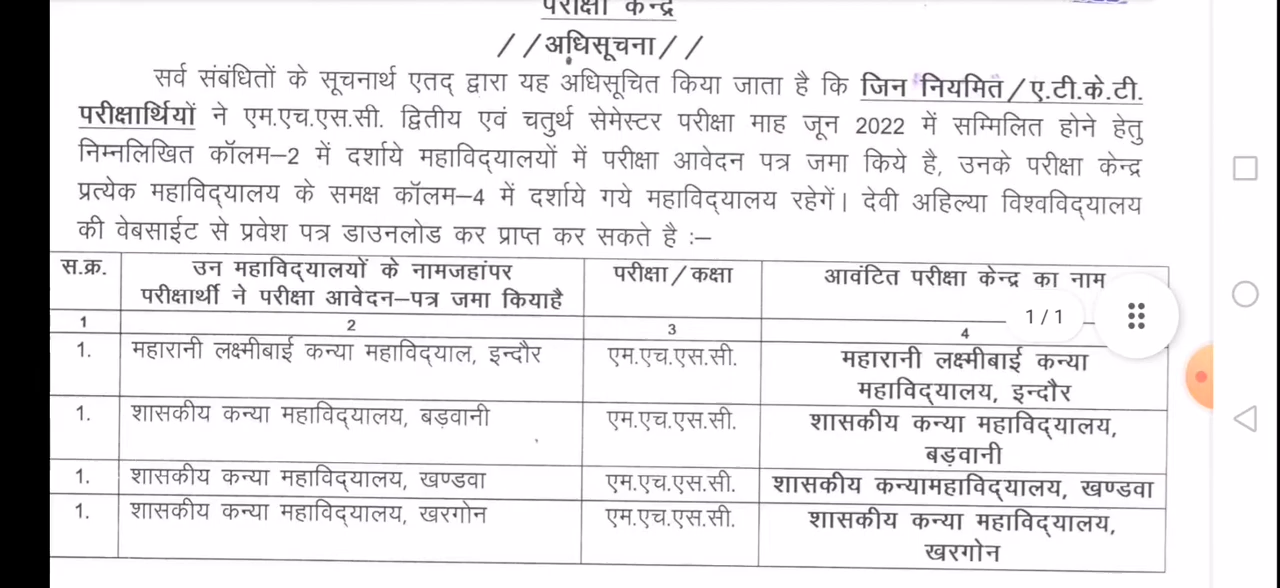 परीक्षा केन्द्र
//अधिसूचना//
सर्व संबंधितों के सूचनार्थ एतद् द्वारा यह अधिसूचित किया जाता है कि जिन नियमित/ए.टी.के.टी.
परीक्षार्थियों ने एम.एच.एस.सी. द्वितीय एवं चतुर्थ सेमेस्टर परीक्षा माह जून 2022 में सम्मिलित होने हेतु
निम्नलिखित कॉलम–2 में दर्शाये महाविद्यालयों में परीक्षा आवेदन पत्र जमा किये है, उनके परीक्षा केन्द्र
प्रत्येक महाविद्यालय के समक्ष कॉलम–4 में दर्शाये गये महाविद्यालय रहेगें। देवी अहिल्या विश्वविद्यालय
की वेबसाईट से प्रवेश पत्र डाउनलोड कर प्राप्त कर सकते है :–
स.क्र. उन महाविद्यालयों के नामजहांपर परीक्षा/कक्षा आवंटित परीक्षा केन्द्र का नाम
परीक्षार्थी ने परीक्षा आवेदन–पत्र जमा कियाहै
1/1
1 2 3 4
1. महारानी लक्ष्मीबाई कन्या महाविद्याल, इन्दौर एम.एच.एस.सी. महारानी लक्ष्मीबाई कन्या
महाविद्यालय, इन्दौर
1. शासकीय कन्या महाविद्यालय, बड़वानी एम.एच.एस.सी. शासकीय कन्या महाविद्यालय,
बड़वानी
1. शासकीय कन्या महाविद्यालय, खण्डवा एम.एच.एस.सी. शासकीय कन्यामहाविद्यालय, खण्डवा
1. शासकीय कन्या महाविद्यालय, खरगोन एम.एच.एस.सी. शासकीय कन्या महाविद्यालय,
खरगोन